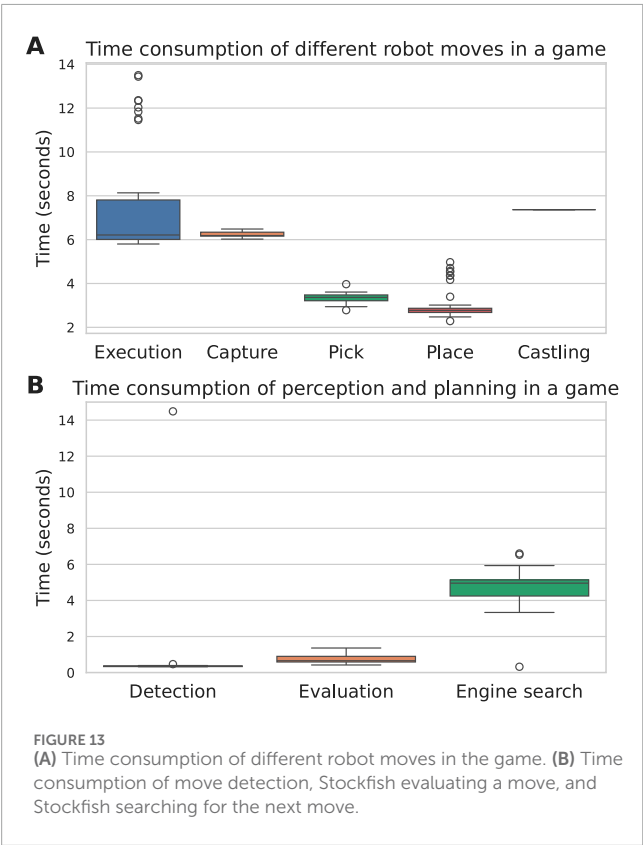 A Time consumption of different robot moves in a game
14
12
10
8
6
4
2
Time (seconds)
Execution Capture Pick Place Castling
B Time consumption of perception and planning in a game
14
12
10
8
6
4
2
0
Time (seconds)
Detection Evaluation Engine search
FIGURE 13
(A) Time consumption of different robot moves in the game. (B) Time
consumption of move detection, Stockfish evaluating a move, and
Stockfish searching for the next move.